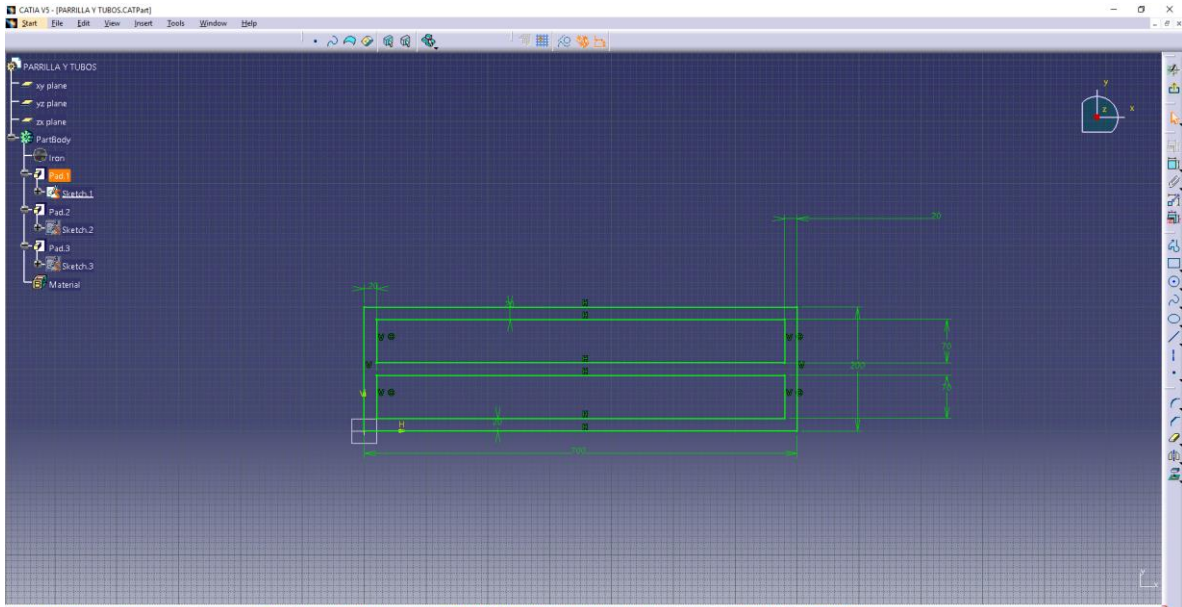 CATIA V5 - [PARRILLA Y TUBOS.CATPart]
Start File Edit View Insert Tools Window Help
PARRILLA Y TUBOS
xy plane
yz plane
zx plane
PartBody
Iron
Pad.1
Sketch.1
Pad.2
Sketch.2
Pad.3
Sketch.3
Material
y
z
x
20
20
H
H
V
V
70
H
V
200
V
H
V
V
70
V
H
20
H
H
700
y
x